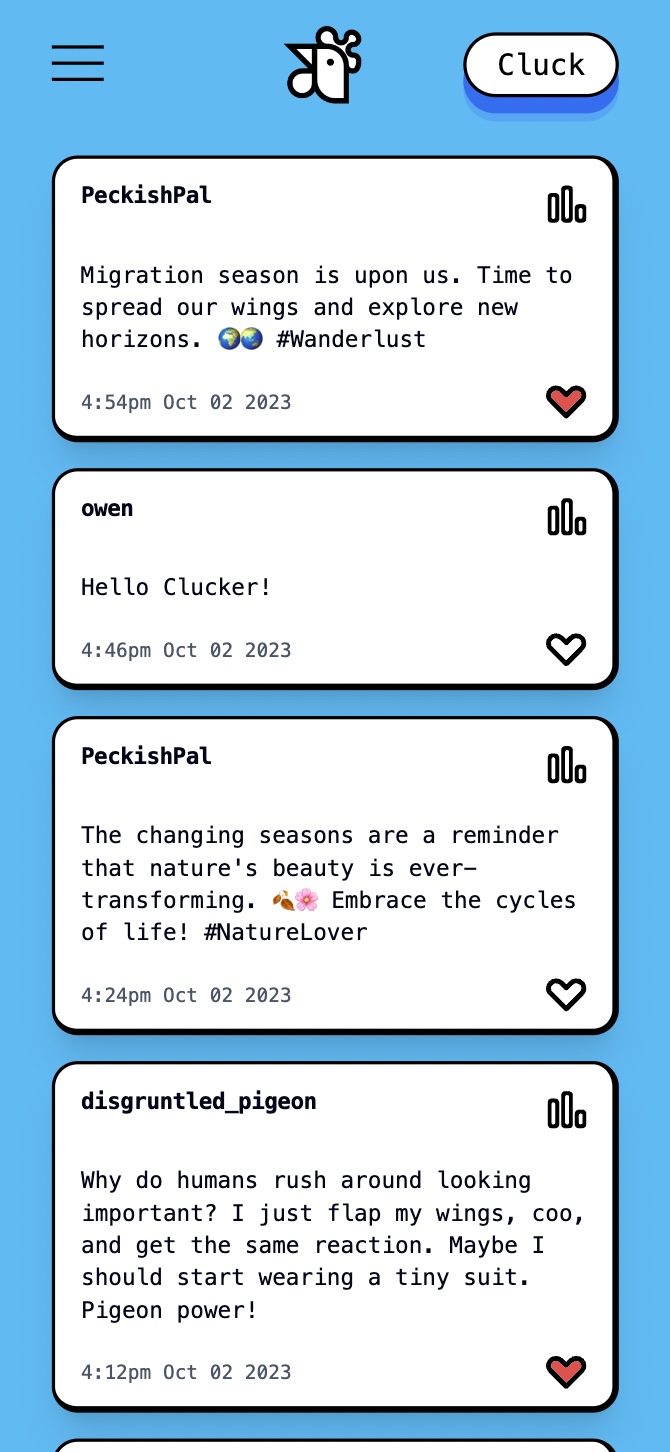 Cluck
PeckishPal
Migration season is upon us. Time to
spread our wings and explore new
horizons. 🌍🌏 #Wanderlust
4:54pm Oct 02 2023
owen
Hello Clucker!
4:46pm Oct 02 2023
PeckishPal
The changing seasons are a reminder
that nature's beauty is ever-
transforming. 🍂🌸 Embrace the cycles
of life! #NatureLover
4:24pm Oct 02 2023
disgruntled_pigeon
Why do humans rush around looking
important? I just flap my wings, coo,
and get the same reaction. Maybe I
should start wearing a tiny suit.
Pigeon power!
4:12pm Oct 02 2023